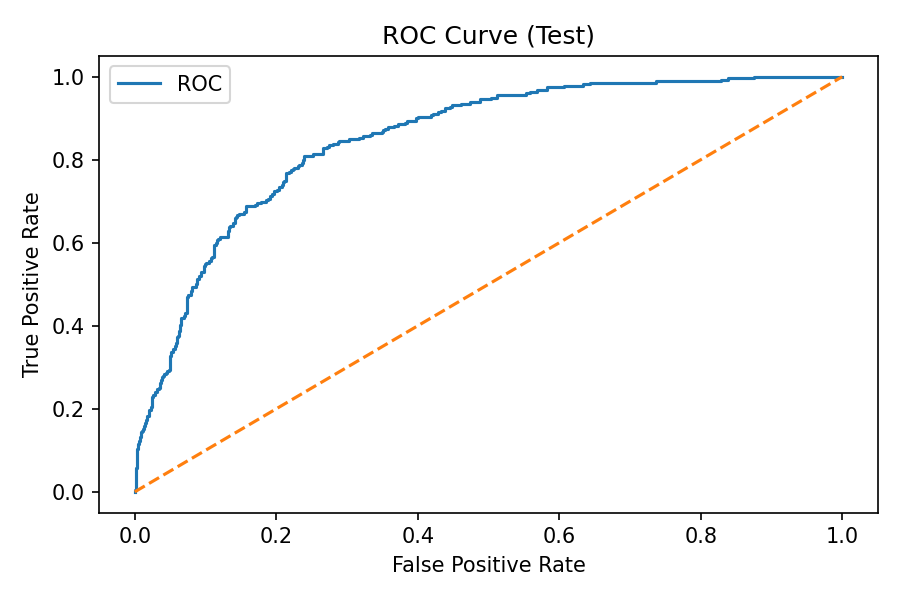 ROC Curve (Test)
ROC
True Positive Rate
1.0
0.8
0.6
0.4
0.2
0.0
0.0 0.2 0.4 0.6 0.8 1.0
False Positive Rate